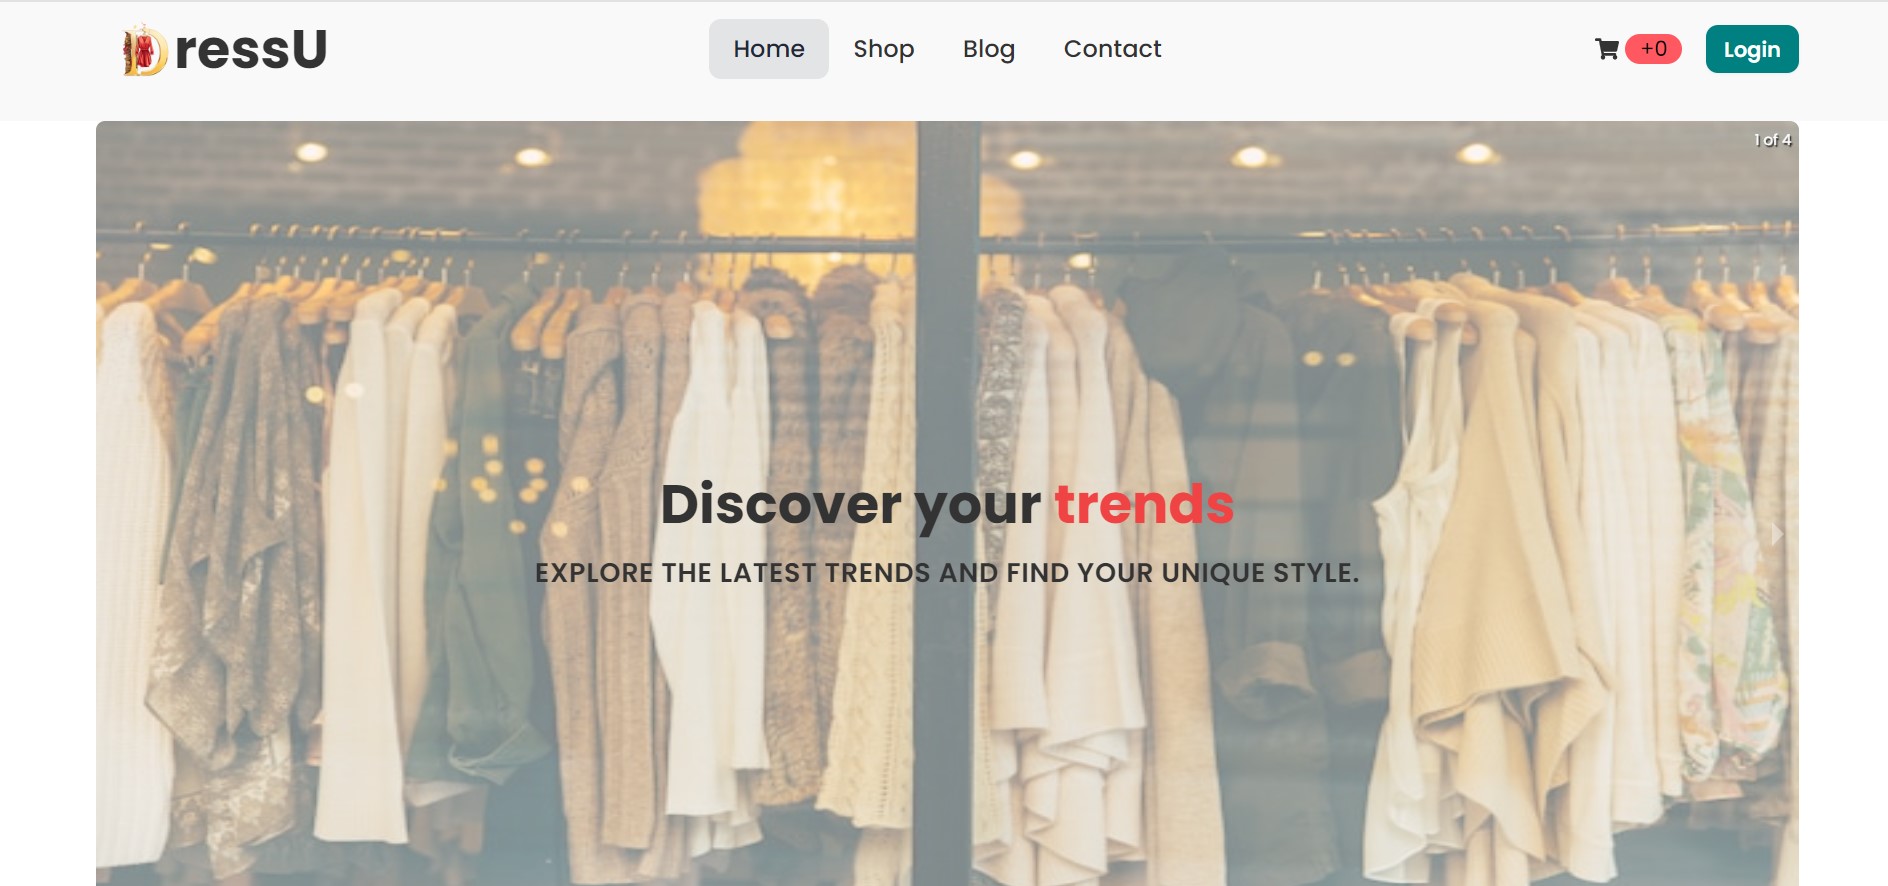 DressU
Home
Shop
Blog
Contact
+0
Login
1 of 4
Discover your trends
EXPLORE THE LATEST TRENDS AND FIND YOUR UNIQUE STYLE.